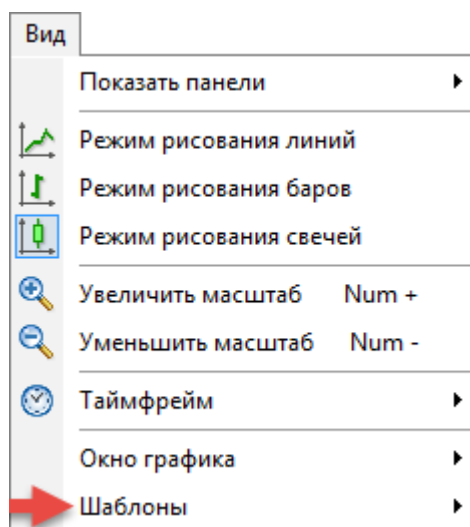 Вид
Показать панели
Режим рисования линий
Режим рисования баров
Режим рисования свечей
Увеличить масштаб Num +
Уменьшить масштаб Num -
Таймфрейм
Окно графика
Шаблоны